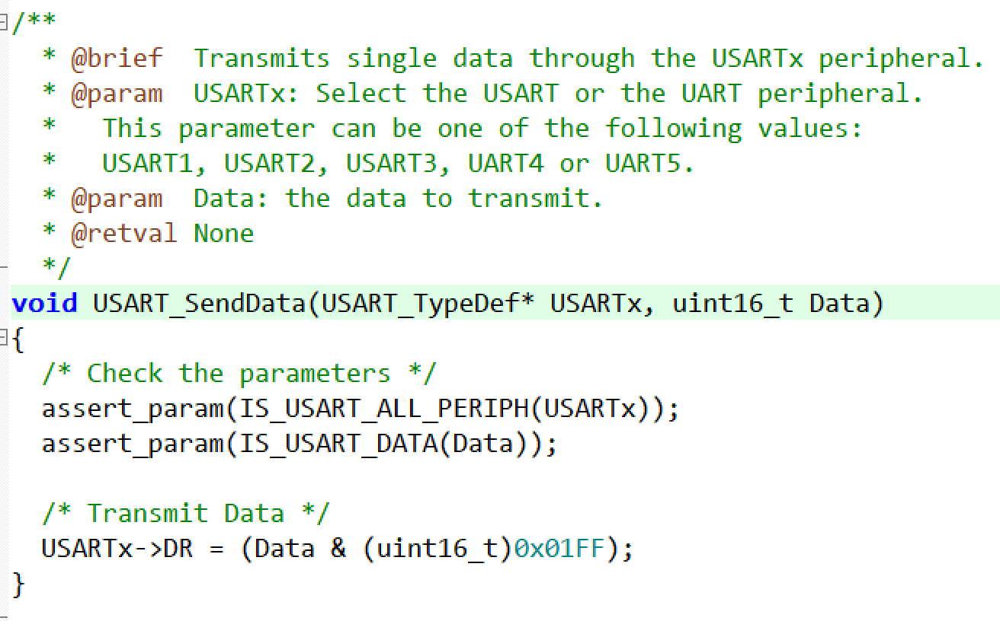 /**
  * @brief  Transmits single data through the USARTx peripheral.
  * @param  USARTx: Select the USART or the UART peripheral.
  *   This parameter can be one of the following values:
  *   USART1, USART2, USART3, UART4 or UART5.
  * @param  Data: the data to transmit.
  * @retval None
  */
void USART_SendData(USART_TypeDef* USARTx, uint16_t Data)
{
  /* Check the parameters */
  assert_param(IS_USART_ALL_PERIPH(USARTx));
  assert_param(IS_USART_DATA(Data));

  /* Transmit Data */
  USARTx->DR = (Data & (uint16_t)0x01FF);
}